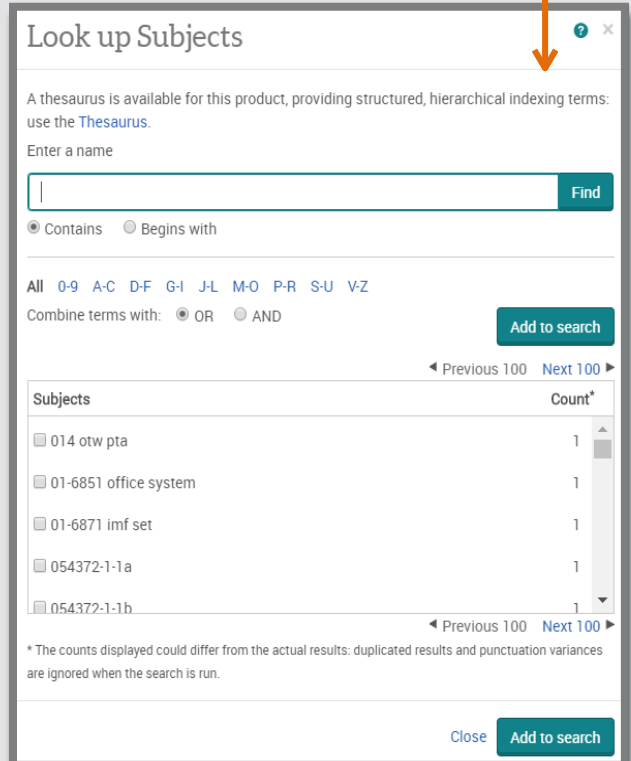 Look up Subjects
?
×
A thesaurus is available for this product, providing structured, hierarchical indexing terms:
use the Thesaurus.
Enter a name
Find
Contains Begins with
All 0-9 A-C D-F G-I J-L M-O P-R S-U V-Z
Combine terms with: OR AND
Add to search
Previous 100 Next 100
Subjects Count*
014 otw pta 1
01-6851 office system 1
01-6871 imf set 1
054372-1-1a 1
054372-1-1b 1
Previous 100 Next 100
* The counts displayed could differ from the actual results: duplicated results and punctuation variances
are ignored when the search is run.
Close Add to search